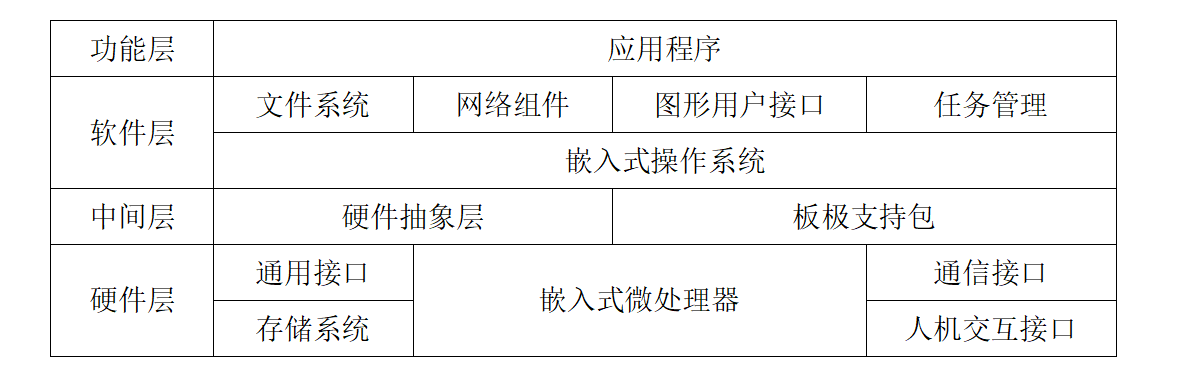 功能层 应用程序
文件系统 网络组件 图形用户接口 任务管理
软件层
嵌入式操作系统
中间层 硬件抽象层 板极支持包
通用接口 通信接口
硬件层 嵌入式微处理器
存储系统 人机交互接口